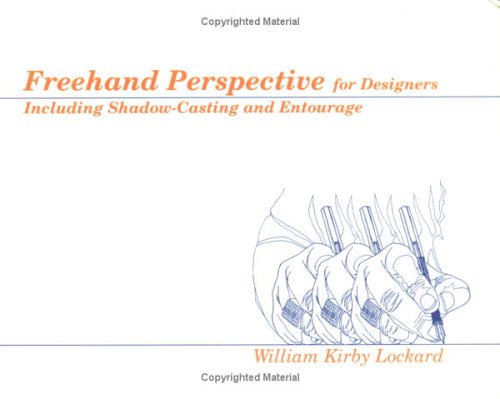 Copyrighted Material
Freehand Perspective for Designers
Including Shadow-Casting and Entourage
William Kirby Lockard
Copyrighted Material